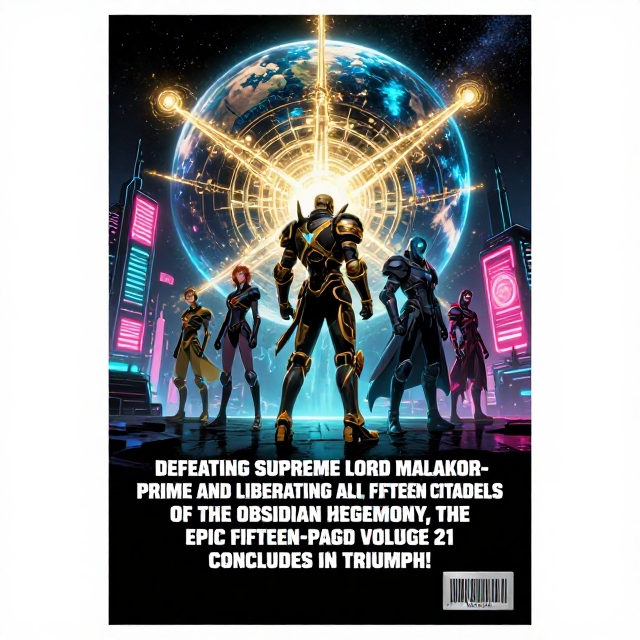 DEFEATING SUPREME LORD MALAKOR-
PRIME AND LIBERATING ALL FFTEEN CITADELS
OF THE OBSIDIAN HEGEMONY, THE
EPIC FIFTEEN-PAGD VOLUGE 21
CONCLUDES IN TRIUMPH!